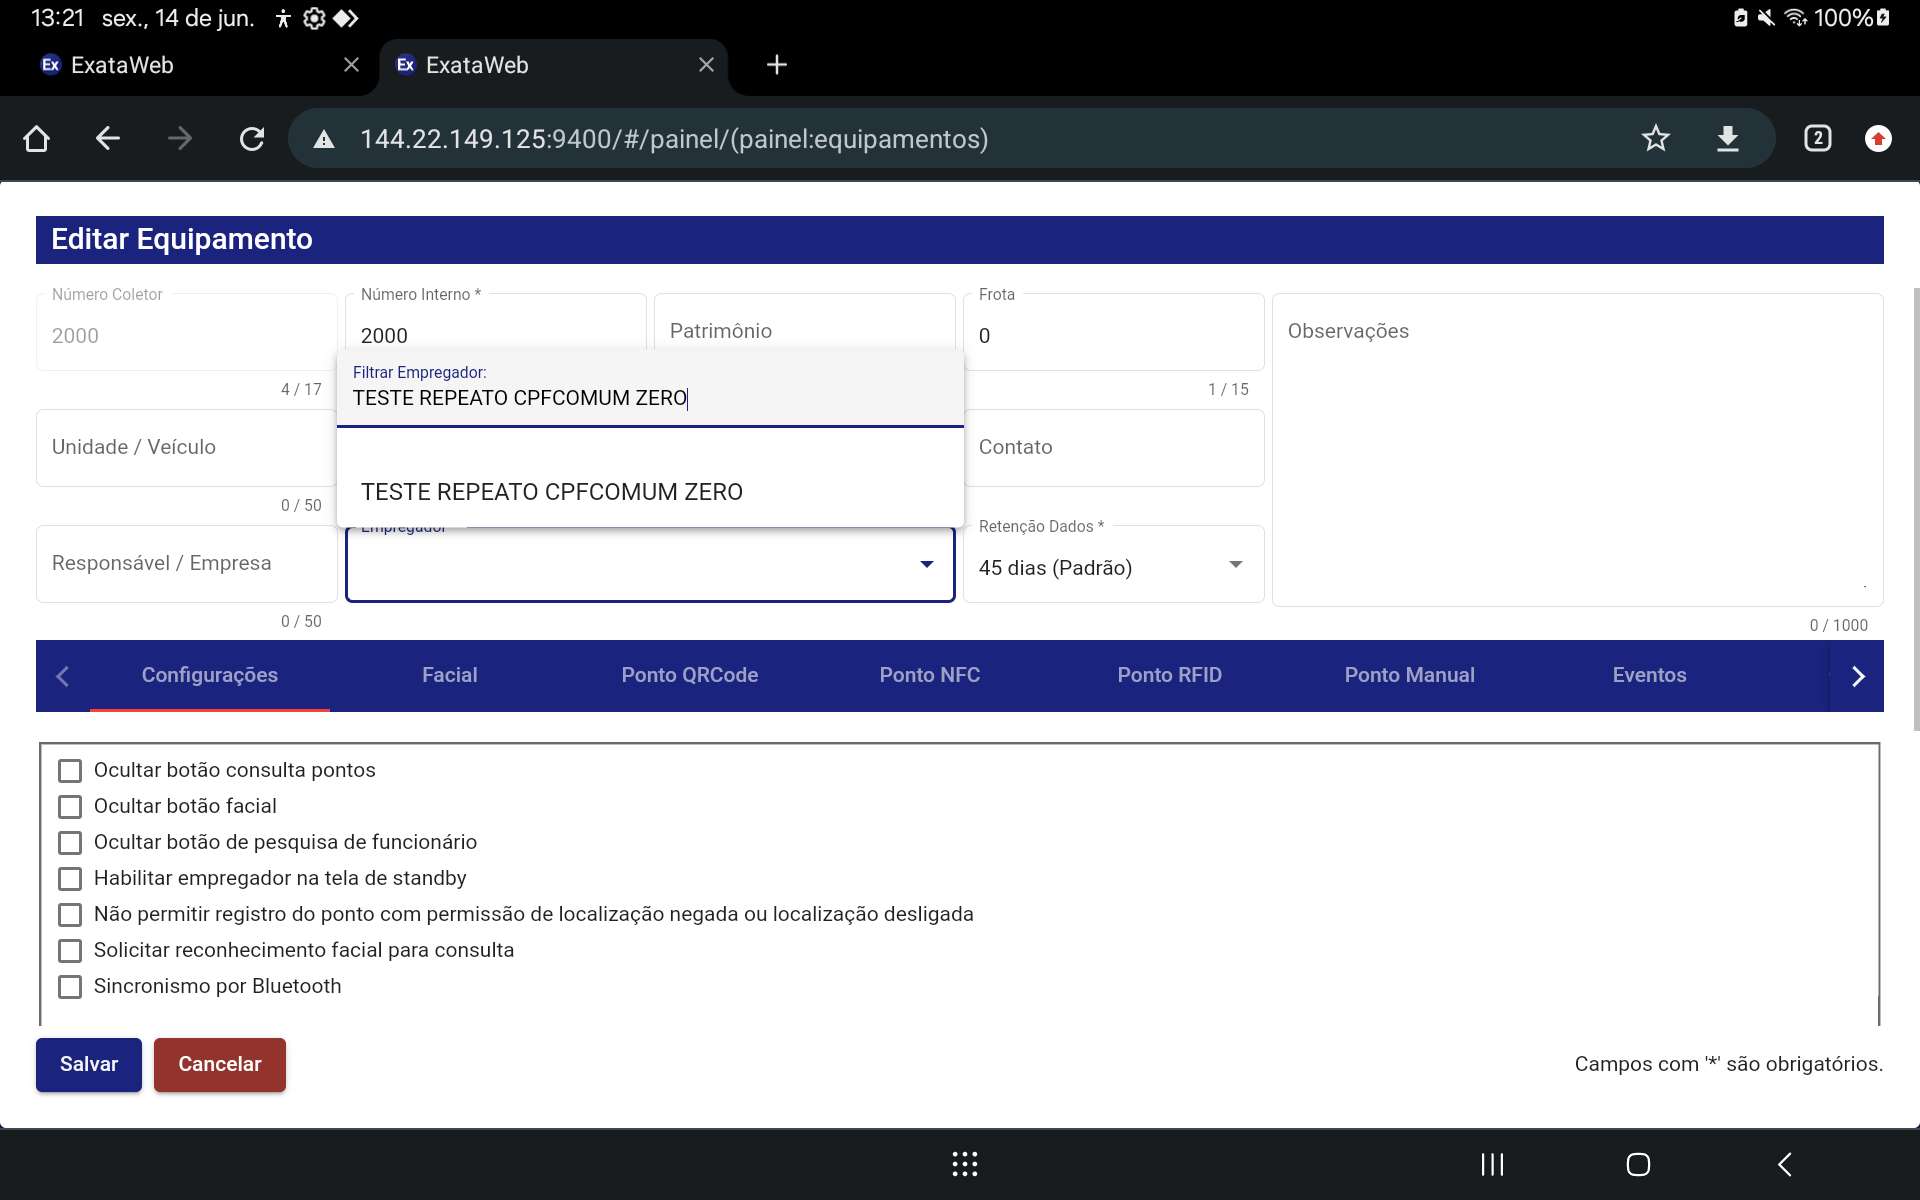 13:21 sex., 14 de jun. 100%
Ex ExataWeb Ex ExataWeb
144.22.149.125:9400/#/painel/(painel:equipamentos) 2
Editar Equipamento
Número Coletor
2000
4 / 17
Número Interno *
2000
Patrimônio
Frota
0
1 / 15
Observações
0 / 1000
Filtrar Empregador:
TESTE REPEATO CPFCOMUM ZERO
TESTE REPEATO CPFCOMUM ZERO
Unidade / Veículo
0 / 50
Contato
Responsável / Empresa
0 / 50
Empregador
Retenção Dados *
45 dias (Padrão)
Configurações Facial Ponto QRCode Ponto NFC Ponto RFID Ponto Manual Eventos
Ocultar botão consulta pontos
Ocultar botão facial
Ocultar botão de pesquisa de funcionário
Habilitar empregador na tela de standby
Não permitir registro do ponto com permissão de localização negada ou localização desligada
Solicitar reconhecimento facial para consulta
Sincronismo por Bluetooth
Salvar Cancelar Campos com '*' são obrigatórios.